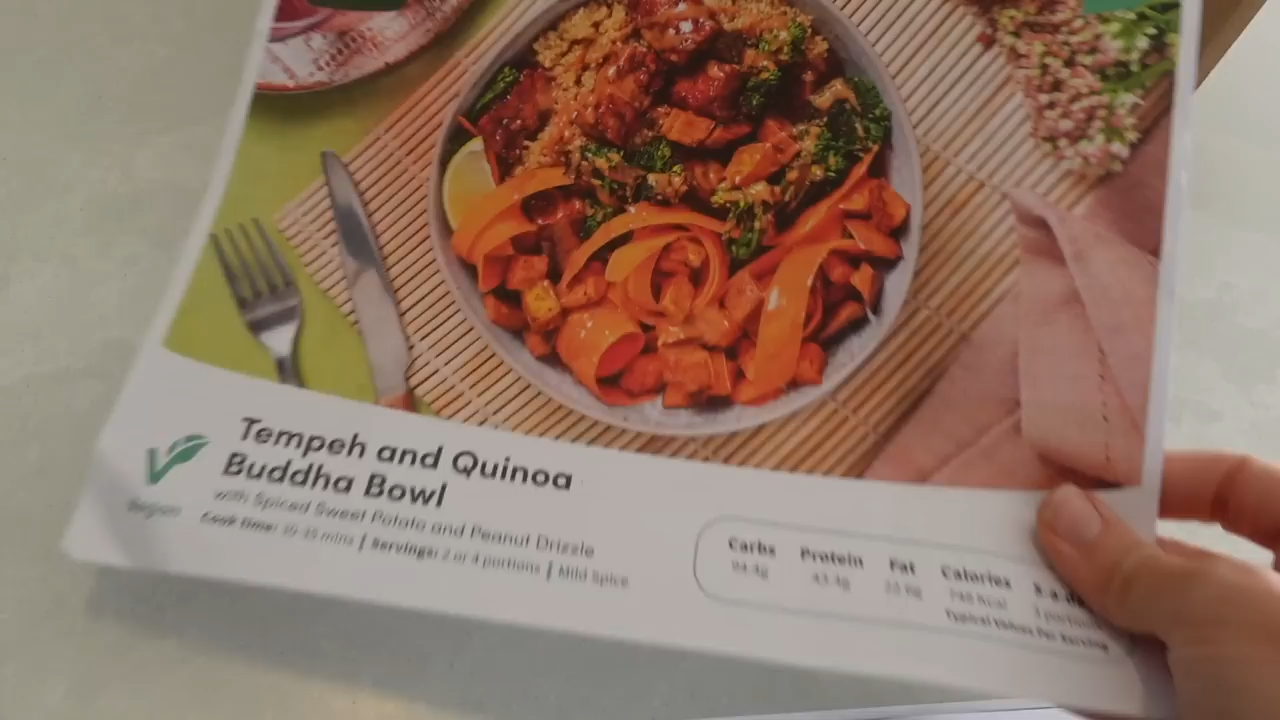 Tempeh and Quinoa
Buddha Bowl
Vegan
with Spiced Sweet Potato and Peanut Drizzle
Cook time: mins | Servings: 2 or 4 portions | Mild Spice
Carbs Protein Fat Calories
Typical Values Per Serving